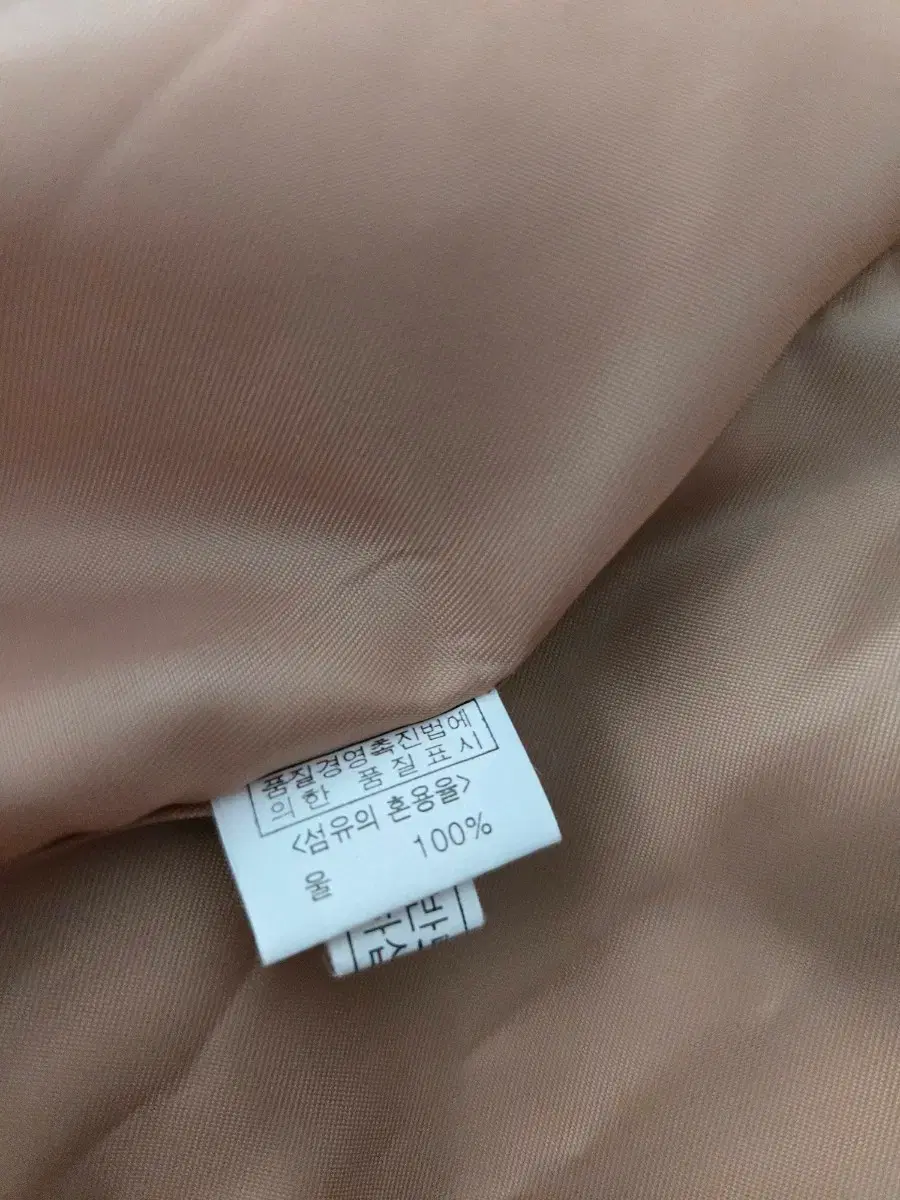 품질경영촉진법에
의한 품질표시
<섬유의 혼용율>
울 100%